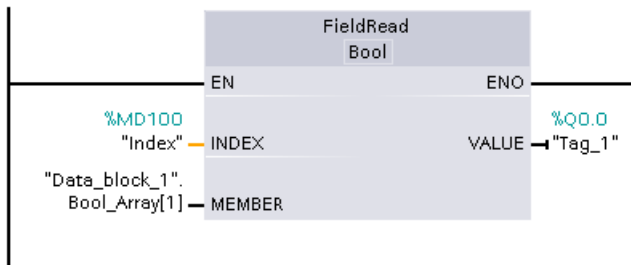 FieldRead
Bool
EN ENO
%MD100 %Q0.0
"Index" INDEX VALUE "Tag_1"
"Data_block_1".
Bool_Array[1] MEMBER